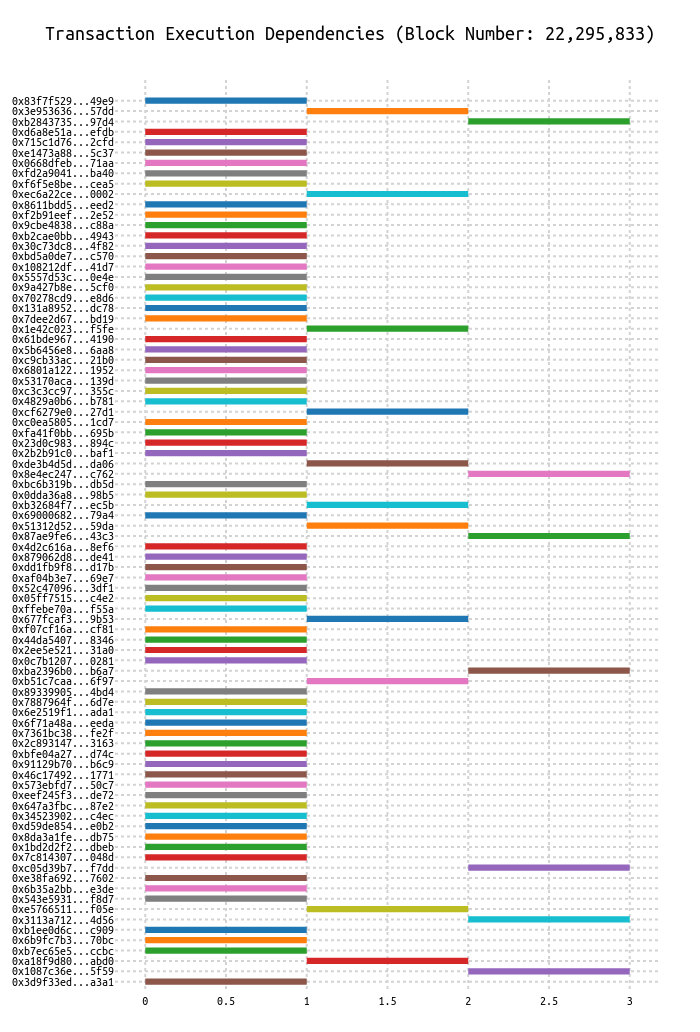 Transaction Execution Dependencies (Block Number: 22,295,833)
0x83f7f529...49e9
0x3e953636...57dd
0xb2843735...97d4
0xd6a8e51a...efdb
0x715c1d76...2cfd
0xe1473a88...5c37
0x0668dfeb...71aa
0xfd2a9041...ba40
0xf6f5e8be...cea5
0xec6a22ce...0002
0x8611bdd5...eed2
0xf2b91eef...2e52
0x9cbe4838...c88a
0xb2cae0bb...4943
0x30c73dc8...4f82
0xbd5a0de7...c570
0x108212df...41d7
0x5557d53c...0e4e
0x9a427b8e...5cf0
0x70278cd9...e8d6
0x131a8952...dc78
0x7dee2d67...bd19
0x1e42c023...f5fe
0x61bde967...4190
0x5b6456e8...6aa8
0xc9cb33ac...21b0
0x6801a122...1952
0x53170aca...139d
0xc3c3cc97...355c
0x4829a0b6...b781
0xcf6279e0...27d1
0xc0ea5805...1cd7
0xfa41f0bb...695b
0x23d0c983...894c
0x2b2b91c0...baf1
0xde3b4d5d...da06
0x8e4ec247...c762
0xbc6b319b...db5d
0x0dda36a8...98b5
0xb32684f7...ec5b
0x69000682...79a4
0x51312d52...59da
0x87ae9fe6...43c3
0x4d2c616a...8ef6
0x879062d8...de41
0xdd1fb9f8...d17b
0xaf04b3e7...69e7
0x52c47096...3df1
0x05ff7515...c4e2
0xffebe70a...f55a
0x677fcaf3...9b53
0xf07cf16a...cf81
0x44da5407...8346
0x2ee5e521...31a0
0x0c7b1207...0281
0xba2396b0...b6a7
0xb51c7caa...6f97
0x89339905...4bd4
0x7887964f...6d7e
0x6e2519f1...ada1
0x6f71a48a...eeda
0x7361bc38...fe2f
0x2c893147...3163
0xbfe04a27...d74c
0x91129b70...b6c9
0x46c17492...1771
0x573ebfd7...50c7
0xeef245f3...de72
0x647a3fbc...87e2
0x34523902...c4ec
0xd59de854...e0b2
0x8da3a1fe...db75
0x1bd2d2f2...dbeb
0x7c814307...048d
0xc05d39b7...f7dd
0xe38fa692...7602
0x6b35a2bb...e3de
0x543e5931...f8d7
0xe5766511...f05e
0x3113a712...4d56
0xb1ee0d6c...c909
0x6b9fc7b3...70bc
0xb7ec65e5...ccbc
0xa18f9d80...abd0
0x1087c36e...5f59
0x3d9f33ed...a3a1
0 0.5 1 1.5 2 2.5 3